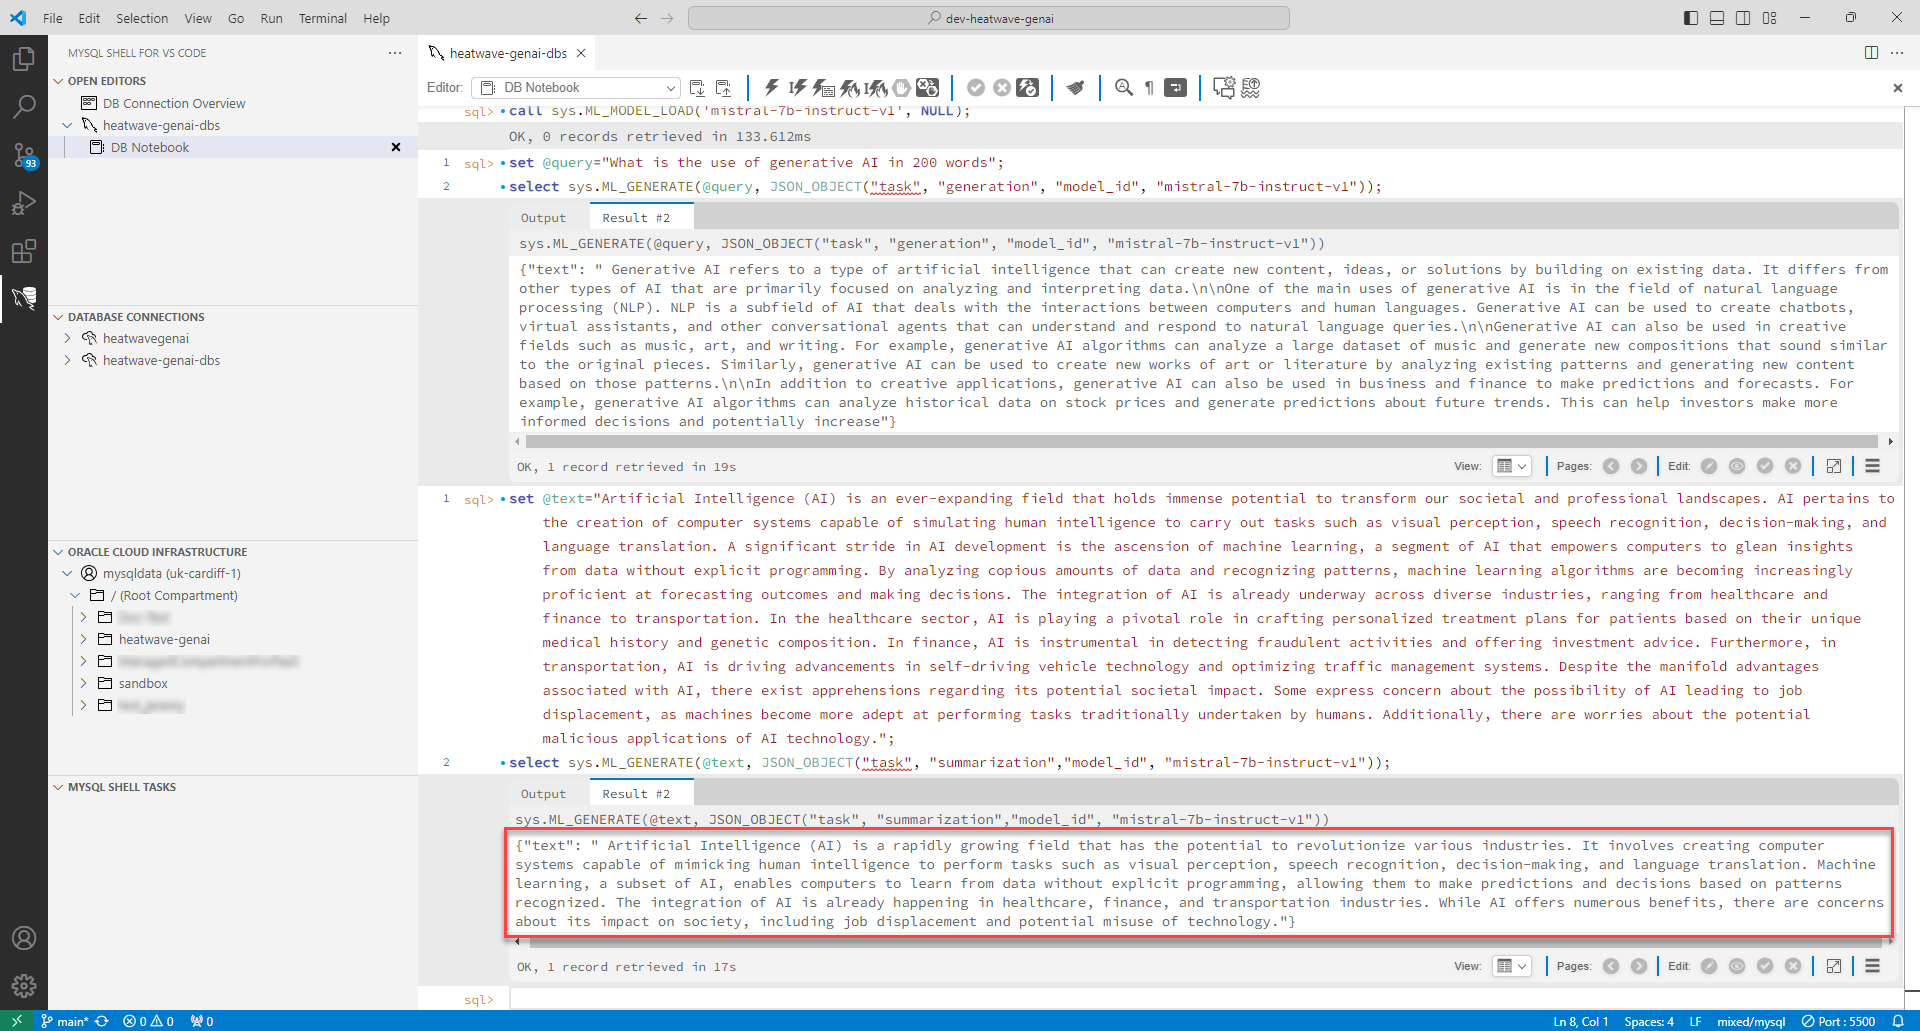 File Edit Selection View Go Run Terminal Help
dev-heatwave-genai
MYSQL SHELL FOR VS CODE
OPEN EDITORS
DB Connection Overview
heatwave-genai-dbs
DB Notebook
93
DATABASE CONNECTIONS
heatwavegenai
heatwave-genai-dbs
ORACLE CLOUD INFRASTRUCTURE
mysqldata (uk-cardiff-1)
/ (Root Compartment)
heatwave-genai
sandbox
MYSQL SHELL TASKS
heatwave-genai-dbs
Editor: DB Notebook
sql> call sys.ML_MODEL_LOAD('mistral-7b-instruct-v1', NULL);
OK, 0 records retrieved in 133.612ms
1 sql> set @query="What is the use of generative AI in 200 words";
2 select sys.ML_GENERATE(@query, JSON_OBJECT("task", "generation", "model_id", "mistral-7b-instruct-v1"));
Output Result #2
sys.ML_GENERATE(@query, JSON_OBJECT("task", "generation", "model_id", "mistral-7b-instruct-v1"))
{"text": " Generative AI refers to a type of artificial intelligence that can create new content, ideas, or solutions by building on existing data. It differs from
other types of AI that are primarily focused on analyzing and interpreting data.\n\nOne of the main uses of generative AI is in the field of natural language
processing (NLP). NLP is a subfield of AI that deals with the interactions between computers and human languages. Generative AI can be used to create chatbots,
virtual assistants, and other conversational agents that can understand and respond to natural language queries.\n\nGenerative AI can also be used in creative
fields such as music, art, and writing. For example, generative AI algorithms can analyze a large dataset of music and generate new compositions that sound similar
to the original pieces. Similarly, generative AI can be used to create new works of art or literature by analyzing existing patterns and generating new content
based on those patterns.\n\nIn addition to creative applications, generative AI can also be used in business and finance to make predictions and forecasts. For
example, generative AI algorithms can analyze historical data on stock prices and generate predictions about future trends. This can help investors make more
informed decisions and potentially increase"}
OK, 1 record retrieved in 19s
View: Pages: Edit:
1 sql> set @text="Artificial Intelligence (AI) is an ever-expanding field that holds immense potential to transform our societal and professional landscapes. AI pertains to
the creation of computer systems capable of simulating human intelligence to carry out tasks such as visual perception, speech recognition, decision-making, and
language translation. A significant stride in AI development is the ascension of machine learning, a segment of AI that empowers computers to glean insights
from data without explicit programming. By analyzing copious amounts of data and recognizing patterns, machine learning algorithms are becoming increasingly
proficient at forecasting outcomes and making decisions. The integration of AI is already underway across diverse industries, ranging from healthcare and
finance to transportation. In the healthcare sector, AI is playing a pivotal role in crafting personalized treatment plans for patients based on their unique
medical history and genetic composition. In finance, AI is instrumental in detecting fraudulent activities and offering investment advice. Furthermore, in
transportation, AI is driving advancements in self-driving vehicle technology and optimizing traffic management systems. Despite the manifold advantages
associated with AI, there exist apprehensions regarding its potential societal impact. Some express concern about the possibility of AI leading to job
displacement, as machines become more adept at performing tasks traditionally undertaken by humans. Additionally, there are worries about the potential
malicious applications of AI technology.";
2 select sys.ML_GENERATE(@text, JSON_OBJECT("task", "summarization","model_id", "mistral-7b-instruct-v1"));
Output Result #2
sys.ML_GENERATE(@text, JSON_OBJECT("task", "summarization","model_id", "mistral-7b-instruct-v1"))
{"text": " Artificial Intelligence (AI) is a rapidly growing field that has the potential to revolutionize various industries. It involves creating computer
systems capable of mimicking human intelligence to perform tasks such as visual perception, speech recognition, decision-making, and language translation. Machine
learning, a subset of AI, enables computers to learn from data without explicit programming, allowing them to make predictions and decisions based on patterns
recognized. The integration of AI is already happening in healthcare, finance, and transportation industries. While AI offers numerous benefits, there are concerns
about its impact on society, including job displacement and potential misuse of technology."}
OK, 1 record retrieved in 17s
View: Pages: Edit:
sql>
main* 0 0 0
Ln 8, Col 1 Spaces: 4 LF mixed/mysql Port : 5500